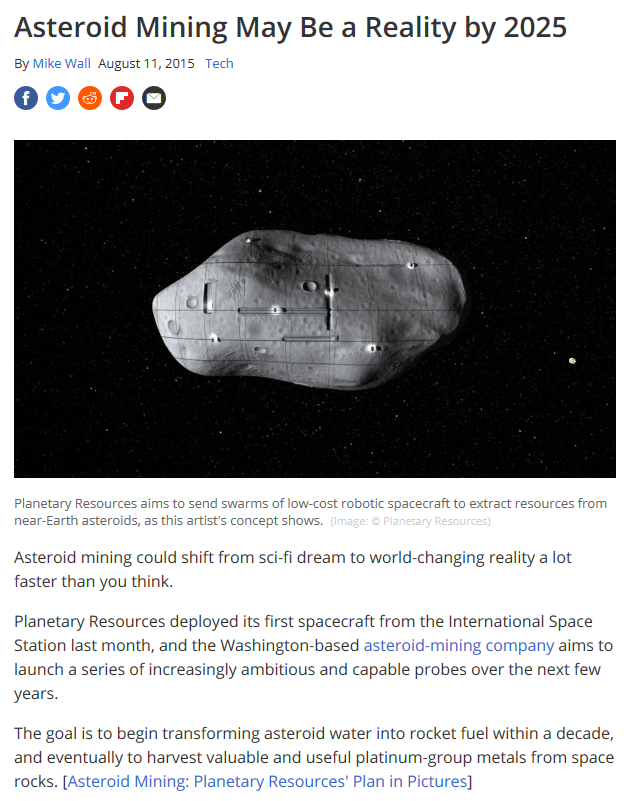 Asteroid Mining May Be a Reality by 2025
By Mike Wall August 11, 2015 Tech
Planetary Resources aims to send swarms of low-cost robotic spacecraft to extract resources from
near-Earth asteroids, as this artist's concept shows. (Image: © Planetary Resources)
Asteroid mining could shift from sci-fi dream to world-changing reality a lot
faster than you think.
Planetary Resources deployed its first spacecraft from the International Space
Station last month, and the Washington-based asteroid-mining company aims to
launch a series of increasingly ambitious and capable probes over the next few
years.
The goal is to begin transforming asteroid water into rocket fuel within a decade,
and eventually to harvest valuable and useful platinum-group metals from space
rocks. [Asteroid Mining: Planetary Resources' Plan in Pictures]